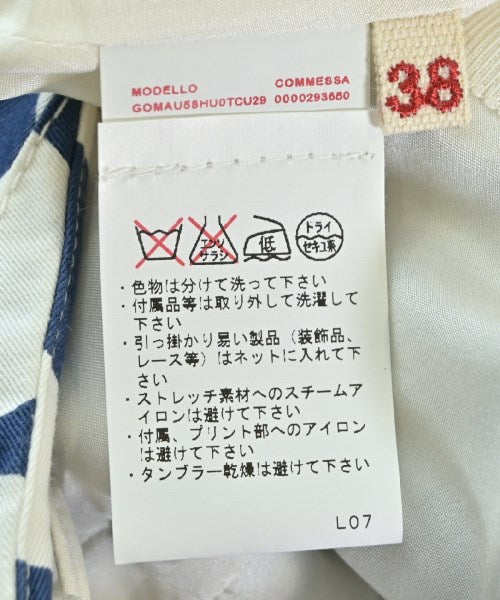 MODELLO COMMESSA
GOMAU58HU0TCU29 0000293650
38
エンソ
サラシ
低
ドライ
セキユ系
・色物は分けて洗って下さい
・付属品等は取り外して洗濯して
下さい
・引っ掛かり易い製品（装飾品、
レース等）はネットに入れて下
さい
・ストレッチ素材へのスチームア
イロンは避けて下さい
・付属、プリント部へのアイロン
は避けて下さい
・タンブラー乾燥は避けて下さい
L07